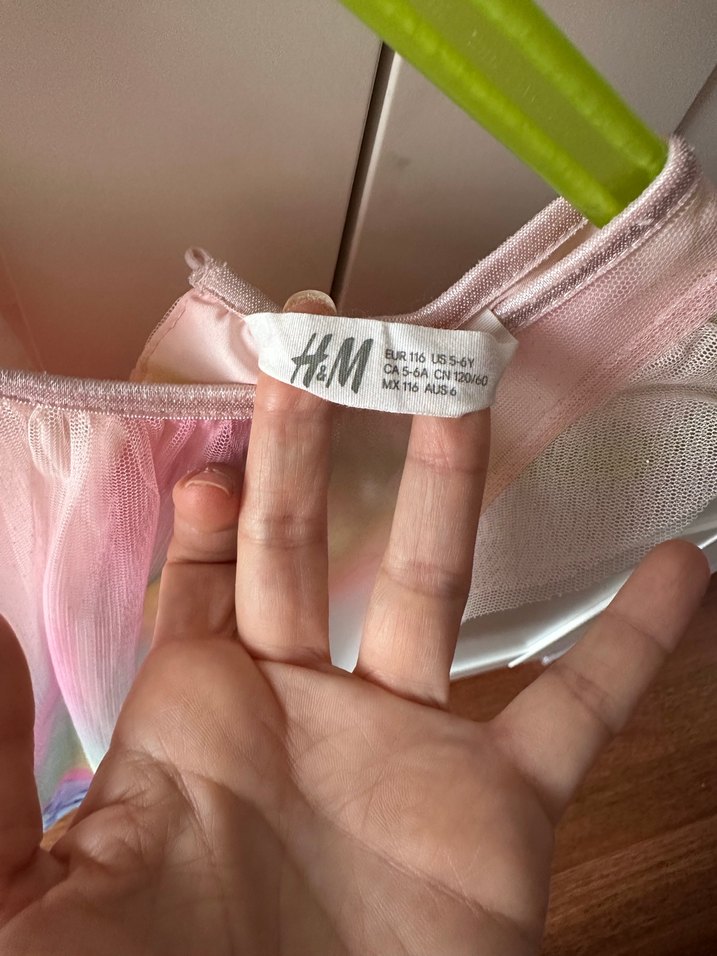 H&M
EUR 116 US 5-6Y
CA 5-6A CN 120/60
MX 116 AUS 6